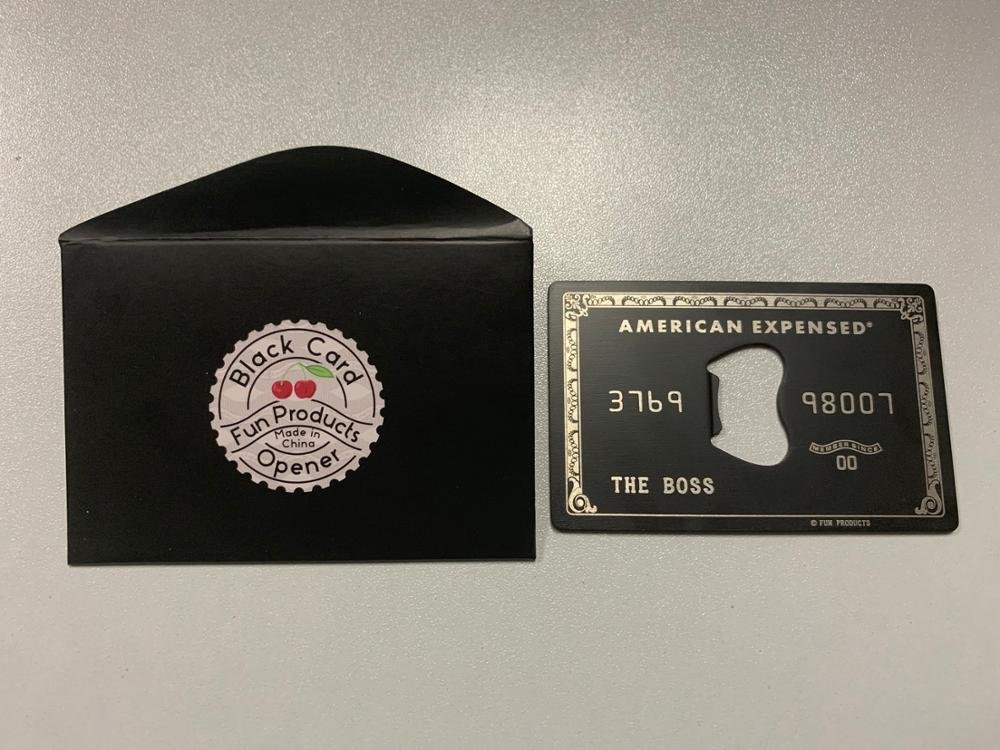 Black Card
Fun Products
Made in
China
Opener
AMERICAN EXPENSED®
3769 98007
MEMBER SINCE
00
THE BOSS
© FUN PRODUCTS